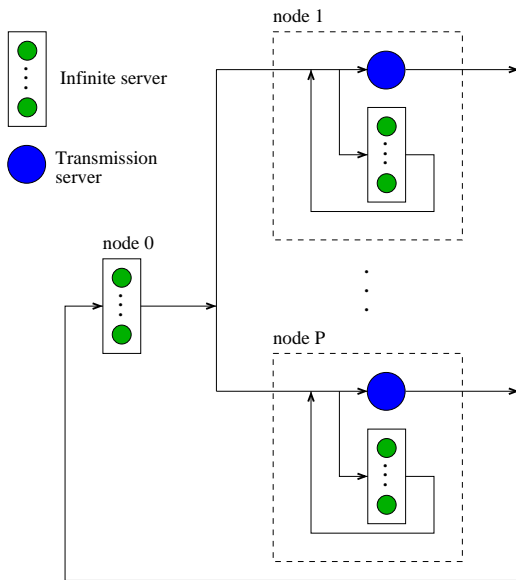 node 1
Infinite server
Transmission
server
node 0
node P